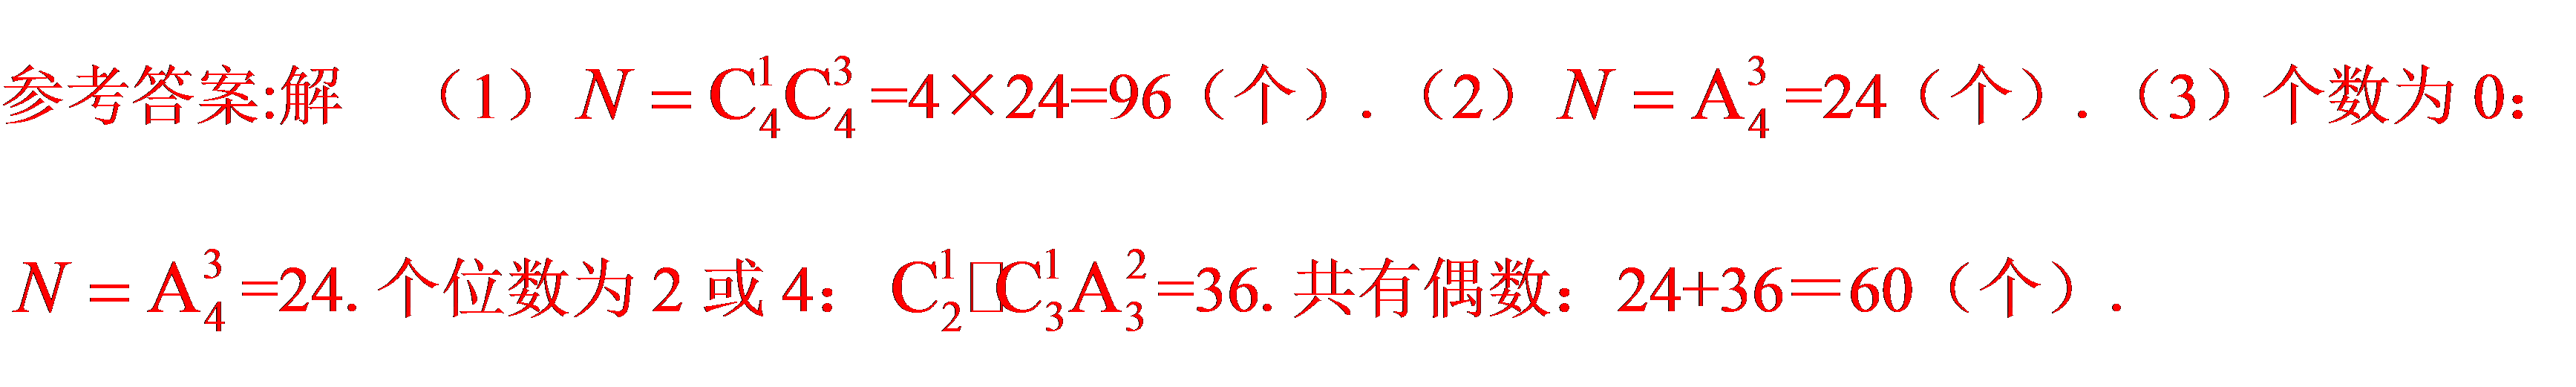 参考答案:解 （1）N = C₄¹C₄³=4×24=96（个）.（2）N = A₄³=24（个）.（3）个数为 0：
N = A₄³=24. 个位数为 2 或 4： C₂¹□C₃¹A₃²=36. 共有偶数：24+36＝60（个）.